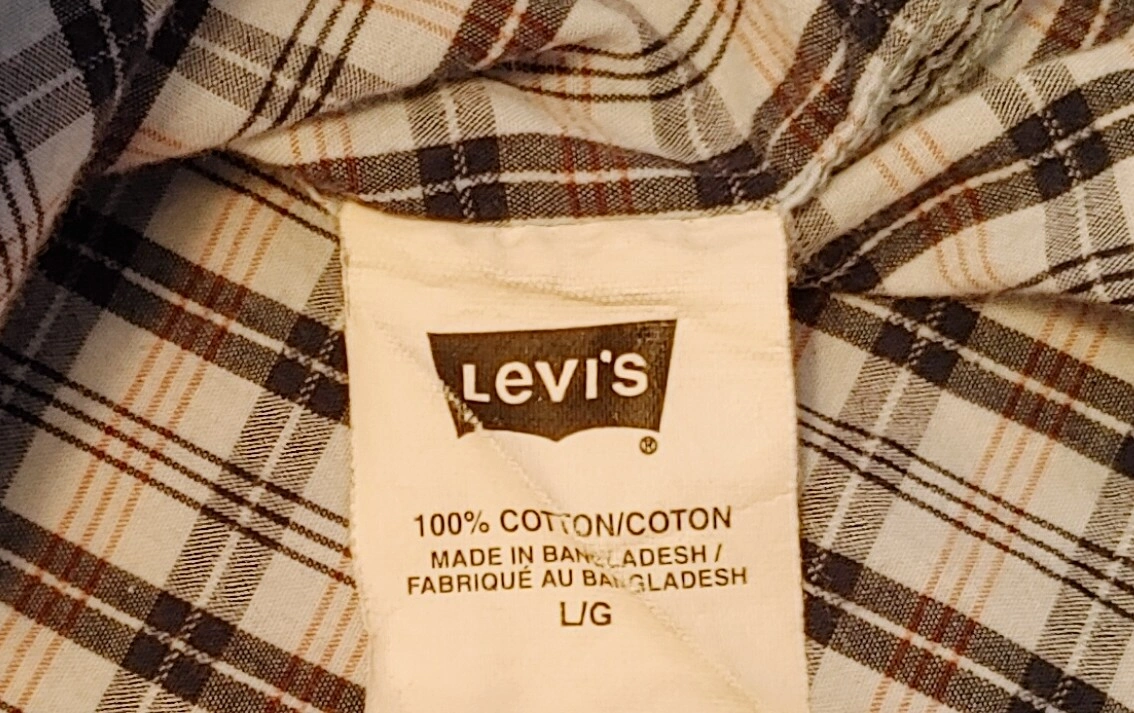 Levi's
®
100% COTTON/COTON
MADE IN BANGLADESH /
FABRIQUÉ AU BANGLADESH
L/G